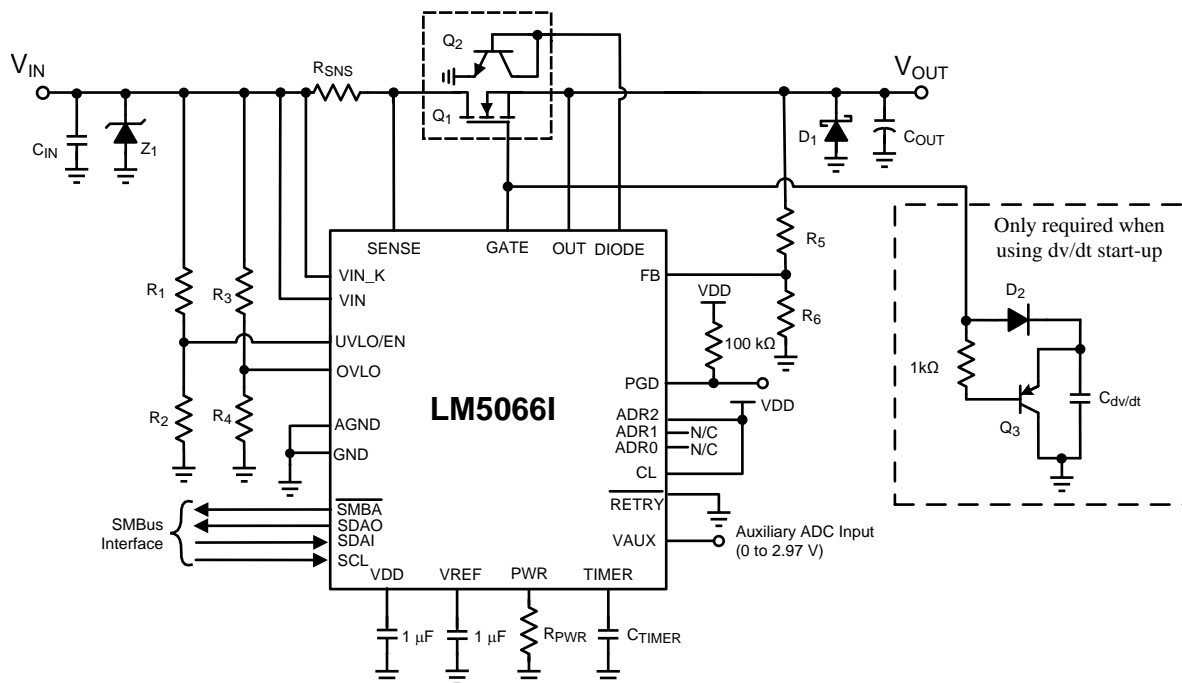 Q2
VIN
RSNS
VOUT
Q1
CIN
Z1
D1
COUT
Only required when
using dv/dt start-up
SENSE
GATE
OUT
DIODE
R5
VIN_K
FB
R1
R3
VIN
VDD
R6
D2
UVLO/EN
100 kΩ
1kΩ
OVLO
PGD
Cdv/dt
R2
R4
LM5066I
ADR2
VDD
Q3
AGND
ADR1
N/C
ADR0
N/C
GND
CL
RETRY
SMBA
SMBus
Interface
SDAO
SDAI
SCL
VAUX
Auxiliary ADC Input
(0 to 2.97 V)
VDD
VREF
PWR
TIMER
1 μF
1 μF
RPWR
CTIMER